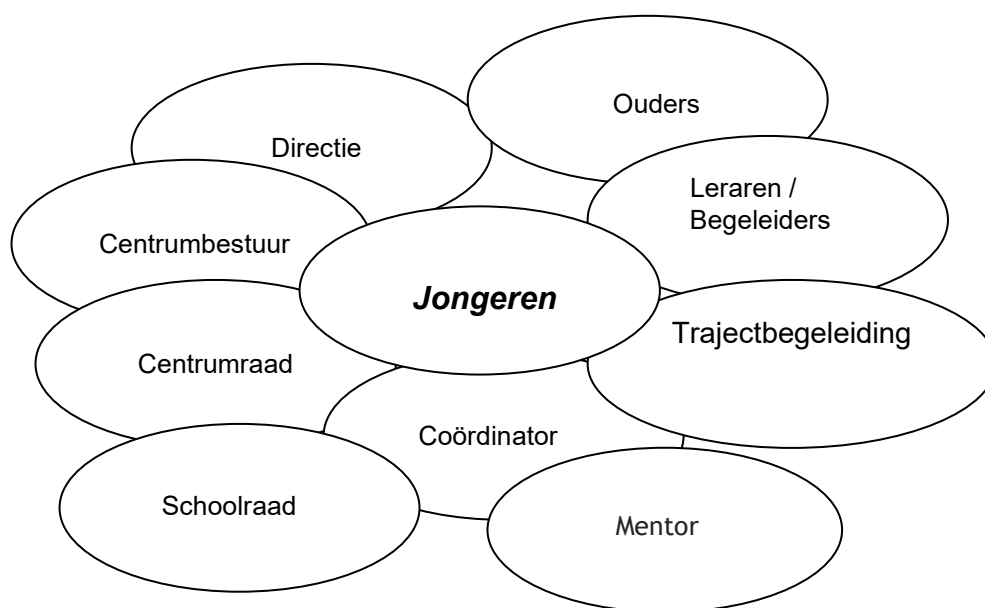 Ouders
Directie
Leraren /
Begeleiders
Centrumbestuur
Jongeren
Trajectbegeleiding
Centrumraad
Coördinator
Schoolraad
Mentor